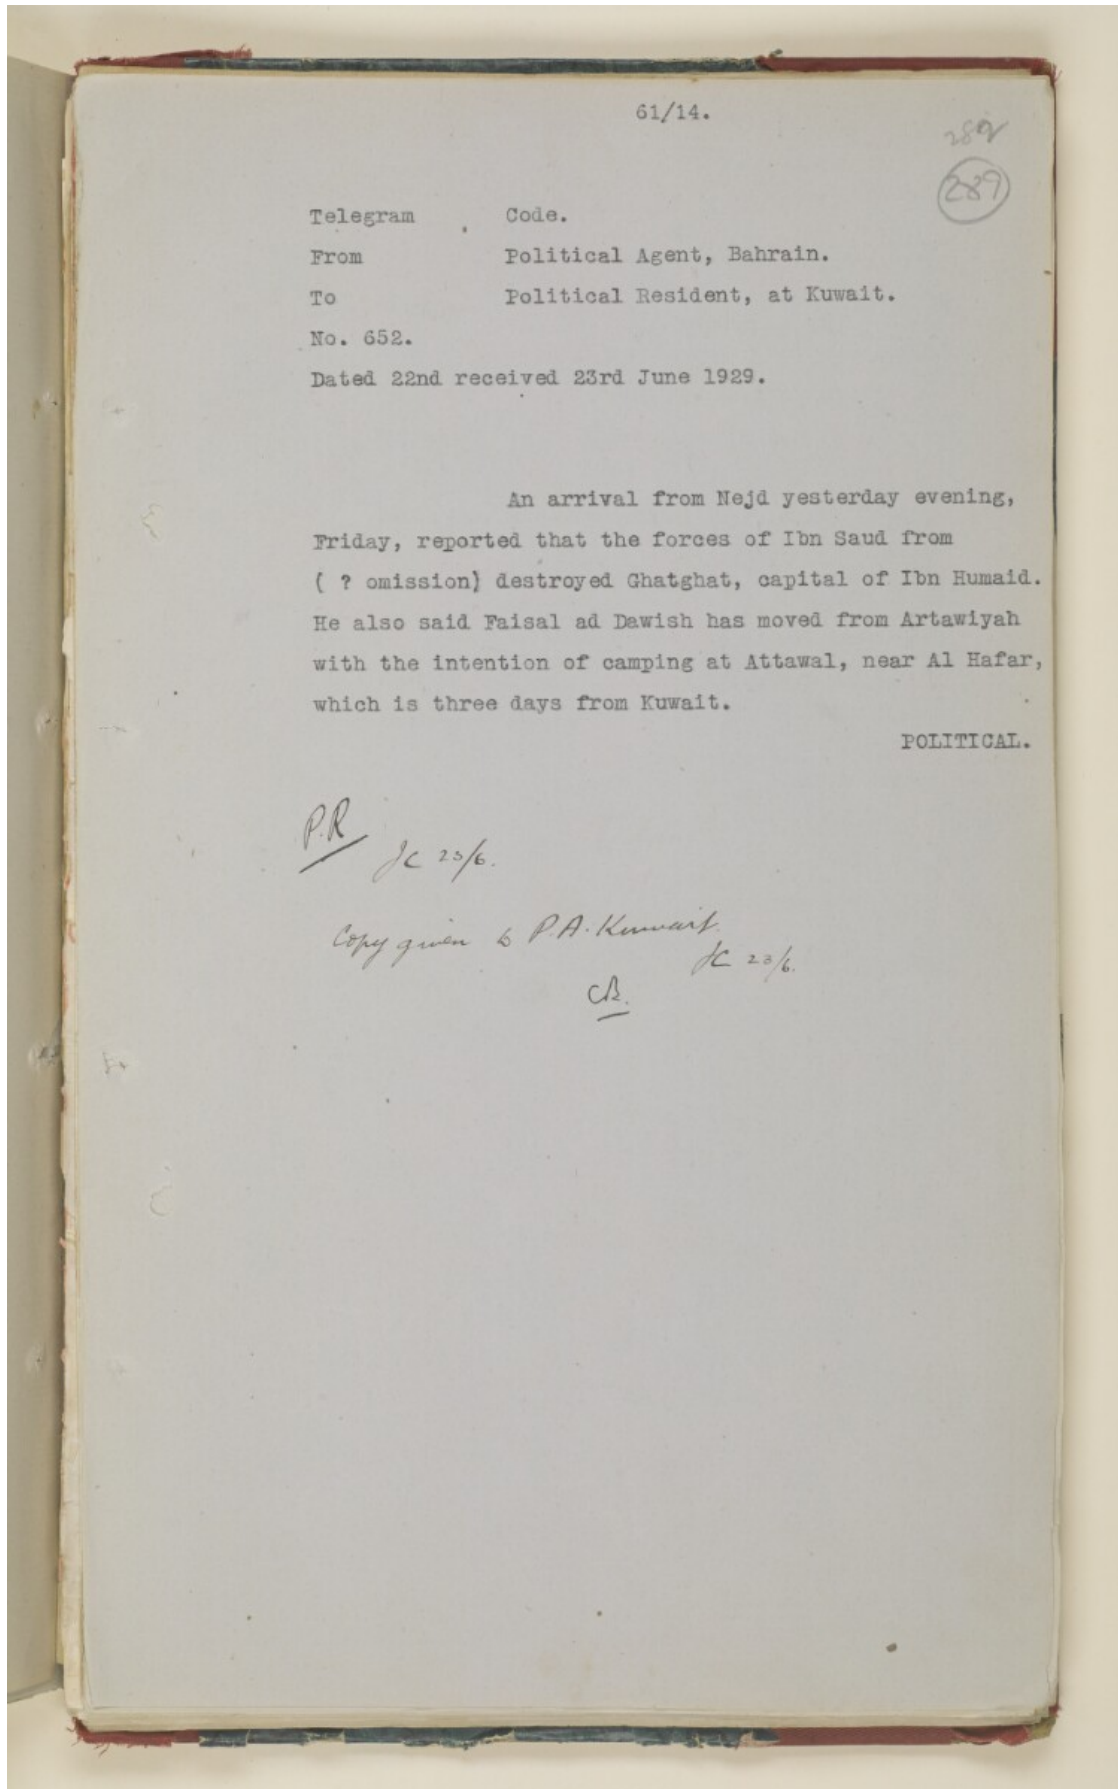 61/14.
289
Telegram Code.
From Political Agent, Bahrain.
To Political Resident, at Kuwait.
No. 652.
Dated 22nd received 23rd June 1929.
An arrival from Nejd yesterday evening,
Friday, reported that the forces of Ibn Saud from
( ? omission) destroyed Ghatghat, capital of Ibn Humaid.
He also said Faisal ad Dawish has moved from Artawiyah
with the intention of camping at Attawal, near Al Hafar,
which is three days from Kuwait.
POLITICAL.
P.R
JC 23/6.
Copy given to P.A. Kuwait.
JC 23/6.